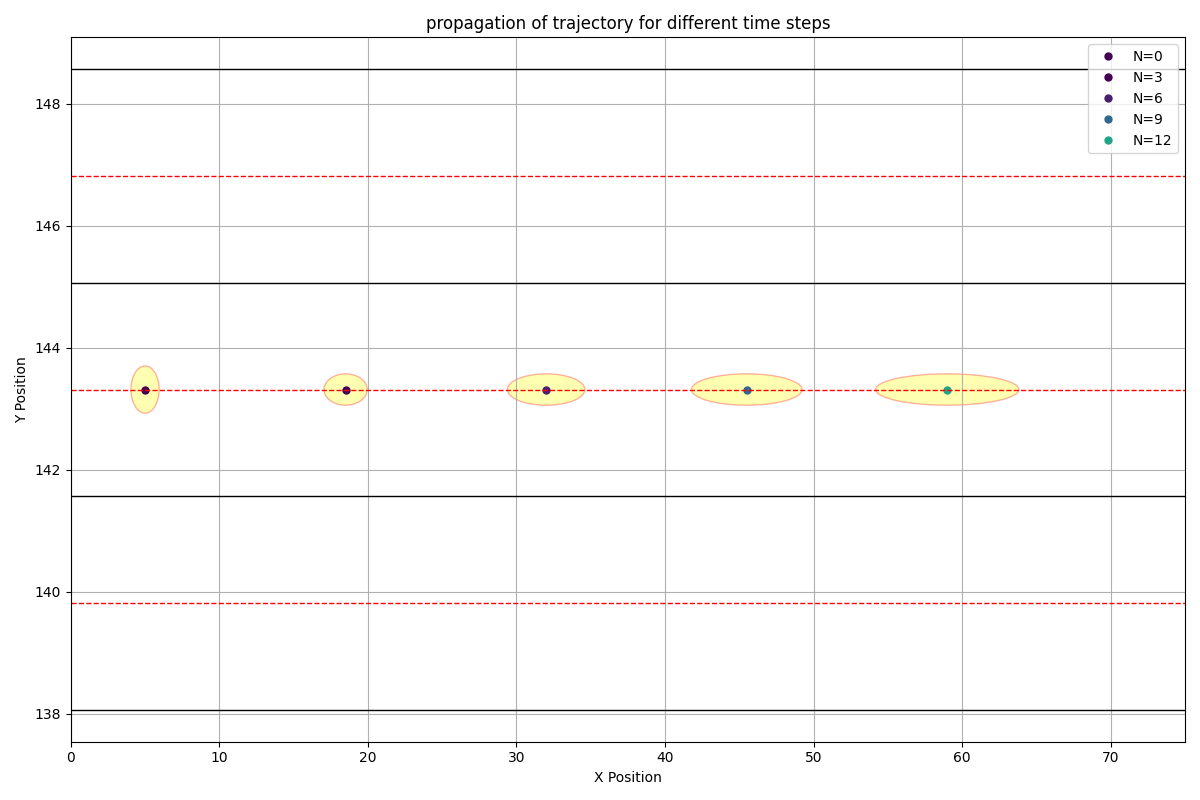 propagation of trajectory for different time steps
N=0
N=3
N=6
N=9
N=12
148
146
144
142
140
138
Y Position
0 10 20 30 40 50 60 70
X Position